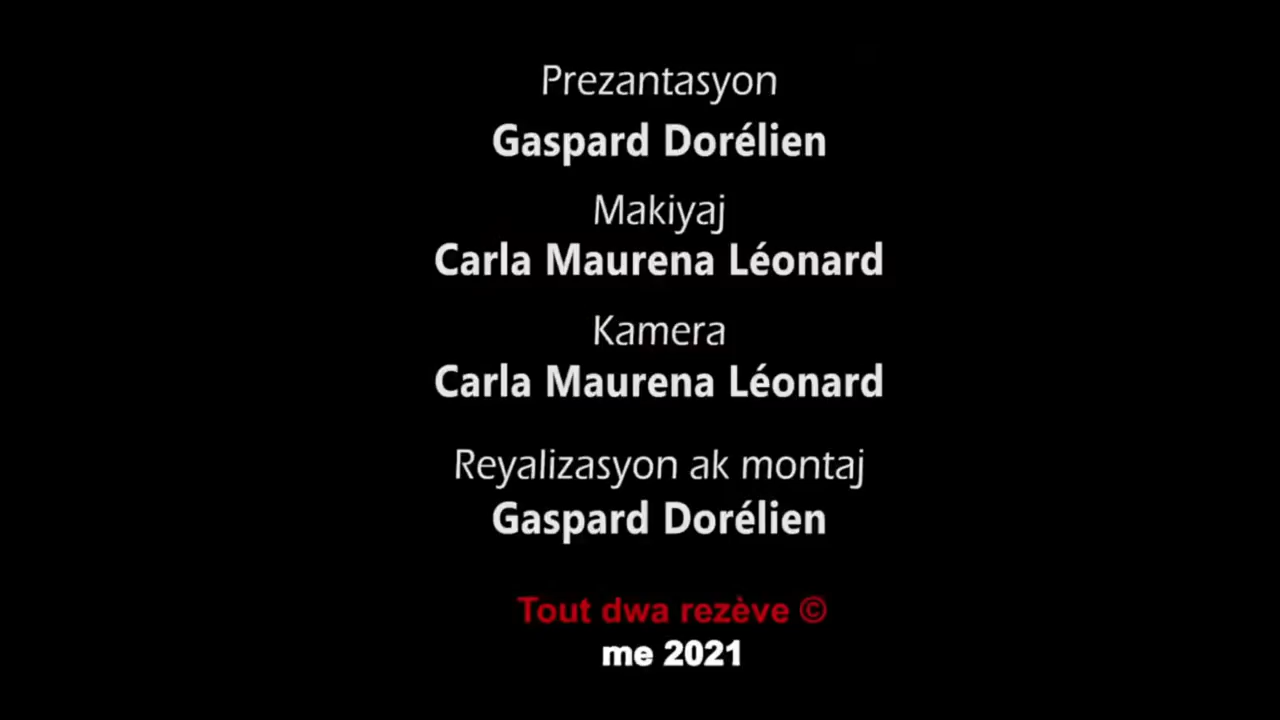 Prezantasyon
Gaspard Dorélien
Makiyaj
Carla Maurena Léonard
Kamera
Carla Maurena Léonard
Reyalizasyon ak montaj
Gaspard Dorélien
Tout dwa rezève ©
me 2021